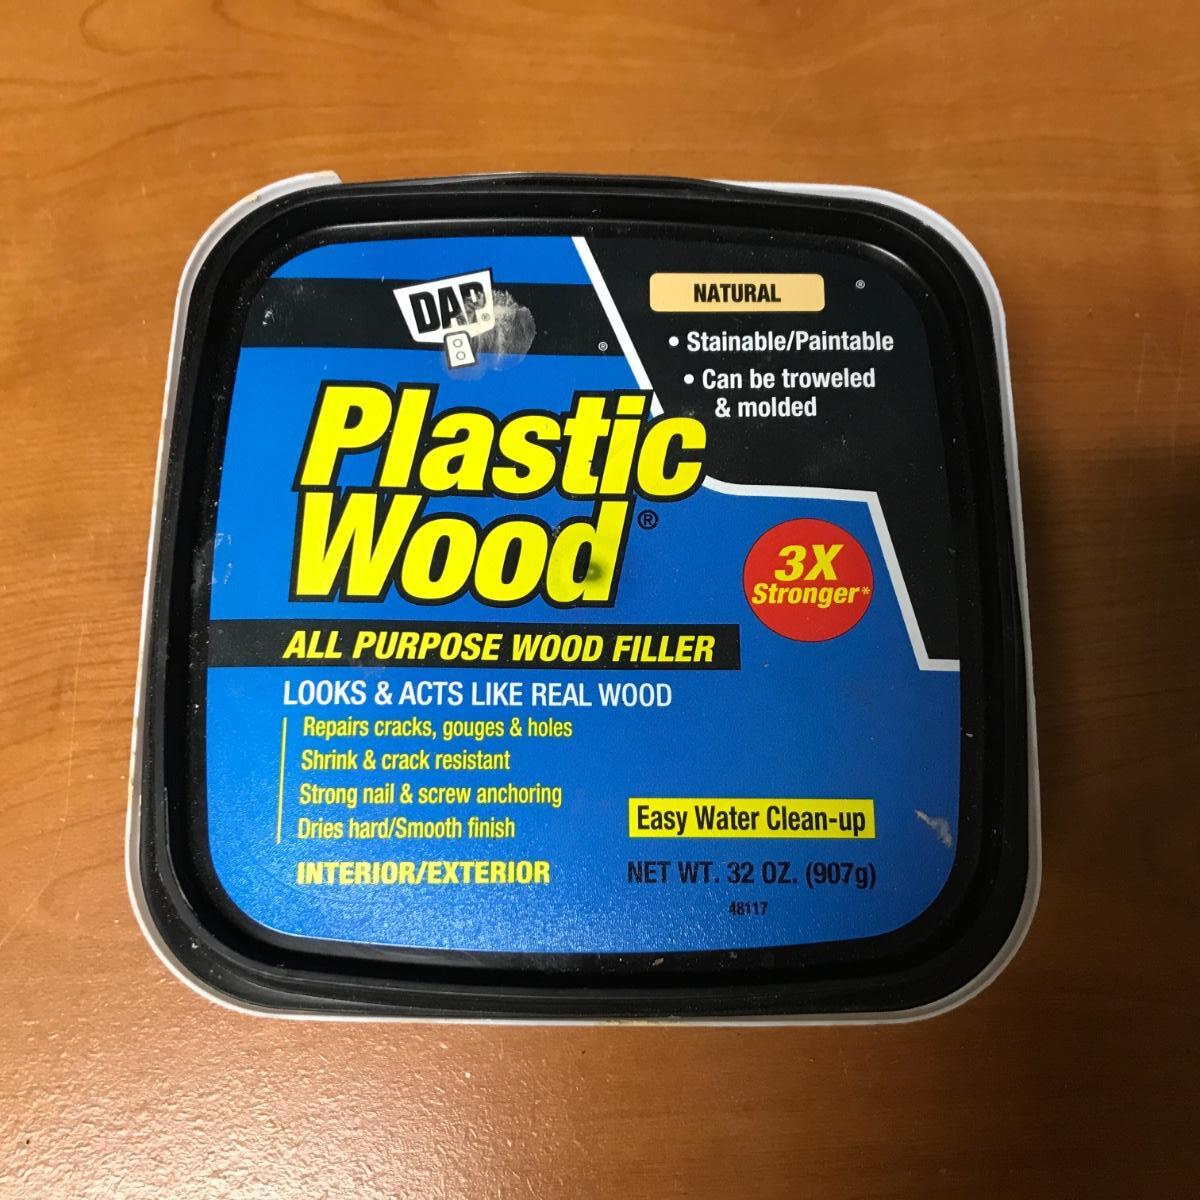 DAP®
®
NATURAL
®
• Stainable/Paintable
• Can be troweled
& molded
Plastic
Wood®
3X
Stronger*
ALL PURPOSE WOOD FILLER
LOOKS & ACTS LIKE REAL WOOD
Repairs cracks, gouges & holes
Shrink & crack resistant
Strong nail & screw anchoring
Dries hard/Smooth finish
Easy Water Clean-up
INTERIOR/EXTERIOR
NET WT. 32 OZ. (907g)
48117